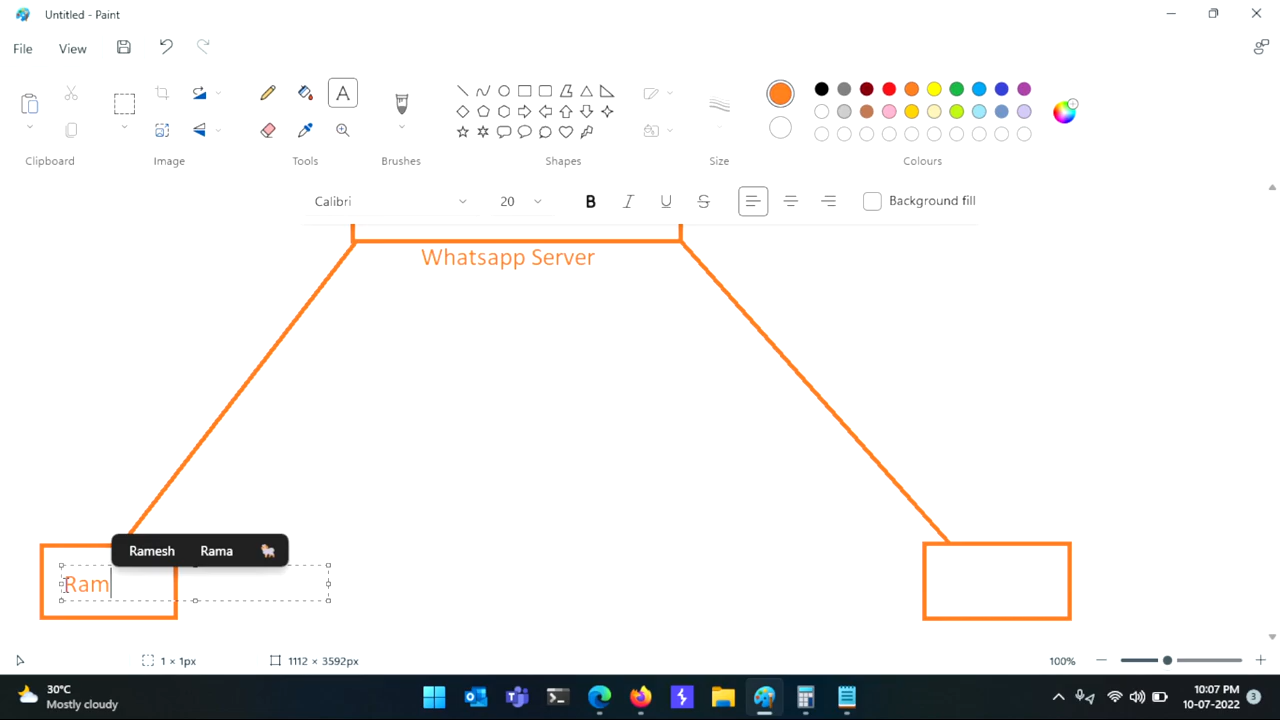 Untitled - Paint
File
View
Clipboard
Image
Tools
Brushes
Shapes
Size
Colours
Calibri
20
B
I
U
S
Background fill
Whatsapp Server
Ramesh
Rama
Ram
1 × 1px
1112 × 3592px
100%
30°C
Mostly cloudy
10:07 PM
10-07-2022
3